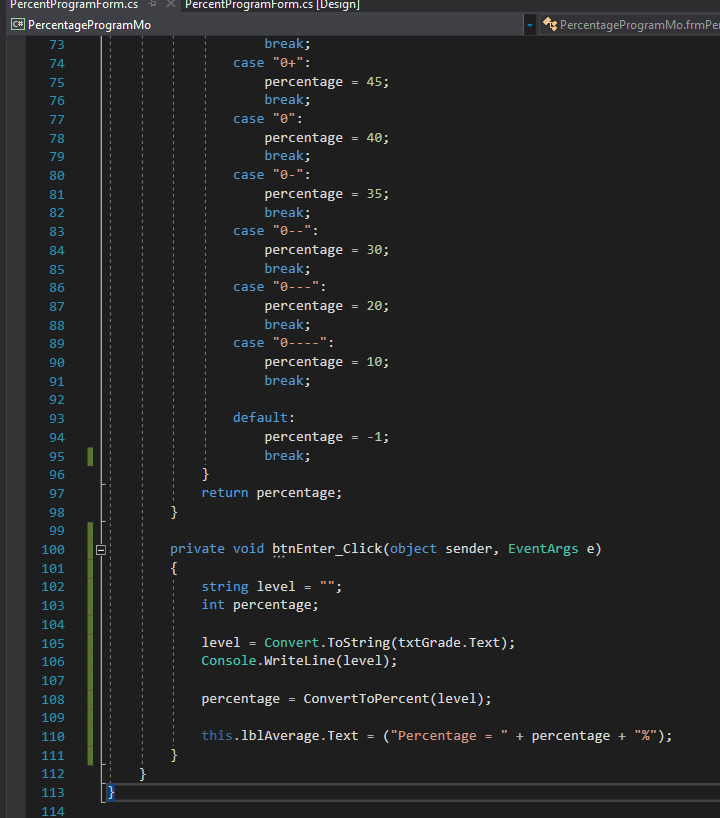 PercentProgramForm.cs PercentProgramForm.cs [Design]
C# PercentageProgramMo PercentageProgramMo.frmPe
73 break;
74 case "0+":
75 percentage = 45;
76 break;
77 case "0":
78 percentage = 40;
79 break;
80 case "0-":
81 percentage = 35;
82 break;
83 case "0--":
84 percentage = 30;
85 break;
86 case "0---":
87 percentage = 20;
88 break;
89 case "0----":
90 percentage = 10;
91 break;
92
93 default:
94 percentage = -1;
95 break;
96 }
97 return percentage;
98 }
99
100 private void btnEnter_Click(object sender, EventArgs e)
101 {
102 string level = "";
103 int percentage;
104
105 level = Convert.ToString(txtGrade.Text);
106 Console.WriteLine(level);
107
108 percentage = ConvertToPercent(level);
109
110 this.lblAverage.Text = ("Percentage = " + percentage + "%");
111 }
112 }
113 }
114